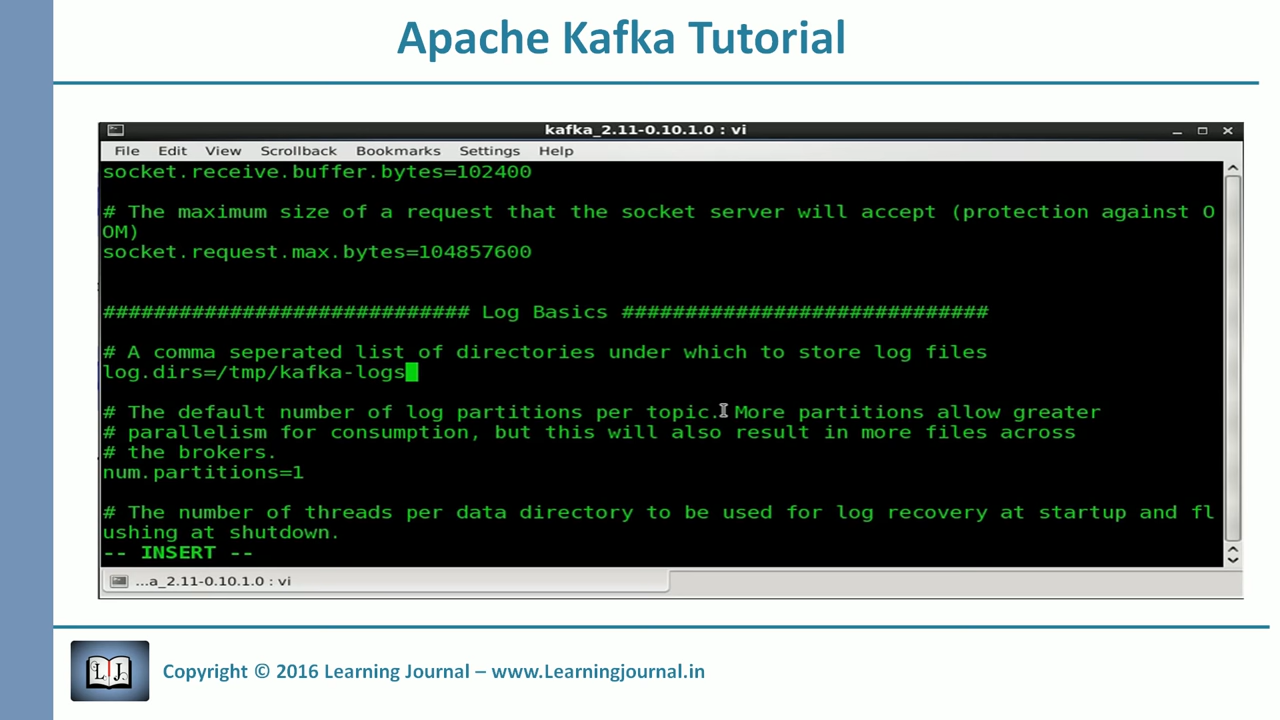 Apache Kafka Tutorial
kafka_2.11-0.10.1.0 : vi
File Edit View Scrollback Bookmarks Settings Help
socket.receive.buffer.bytes=102400
# The maximum size of a request that the socket server will accept (protection against O
OM)
socket.request.max.bytes=104857600
############################# Log Basics #############################
# A comma seperated list of directories under which to store log files
log.dirs=/tmp/kafka-logs
# The default number of log partitions per topic. More partitions allow greater
# parallelism for consumption, but this will also result in more files across
# the brokers.
num.partitions=1
# The number of threads per data directory to be used for log recovery at startup and fl
ushing at shutdown.
-- INSERT --
...a_2.11-0.10.1.0 : vi
LJ
Copyright © 2016 Learning Journal – www.Learningjournal.in